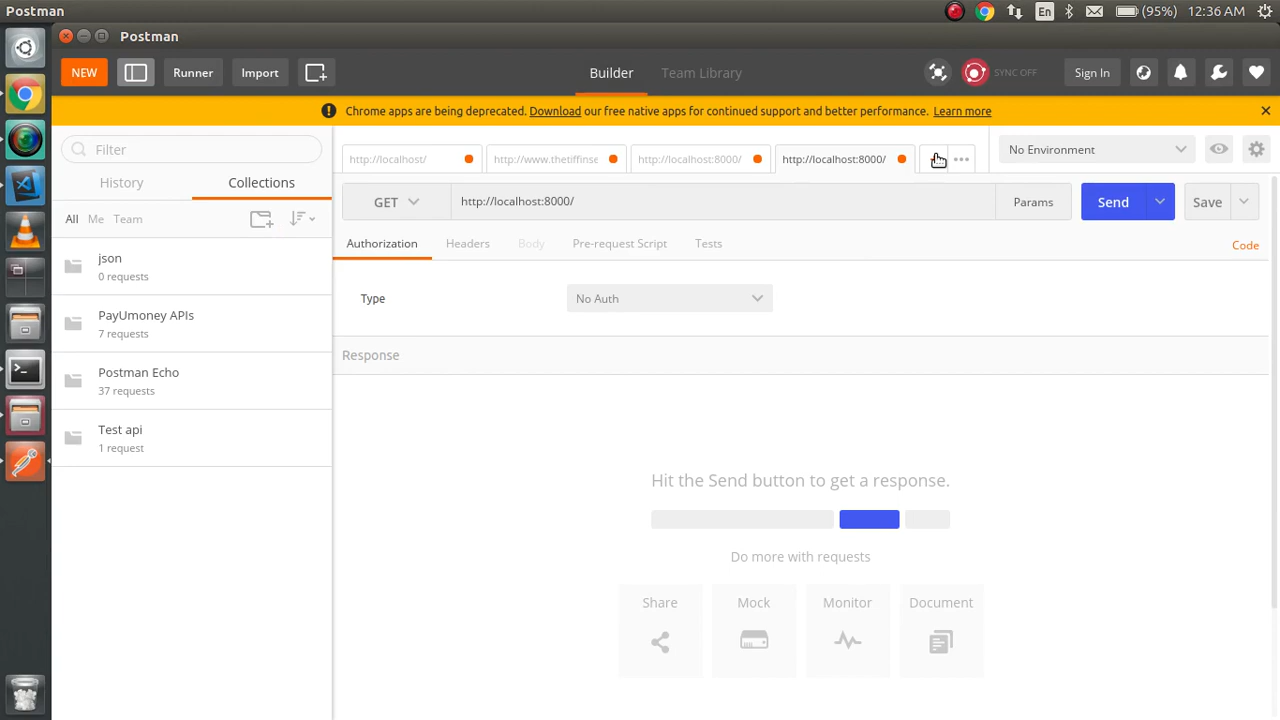 Postman
En
(95%)
12:36 AM
Postman
NEW
Runner
Import
Builder
Team Library
SYNC OFF
Sign In
Chrome apps are being deprecated. Download our free native apps for continued support and better performance. Learn more
Filter
History
Collections
All
Me
Team
json
0 requests
PayUmoney APIs
7 requests
Postman Echo
37 requests
Test api
1 request
http://localhost/
http://www.thetiffinse
http://localhost:8000/
http://localhost:8000/
No Environment
GET
http://localhost:8000/
Params
Send
Save
Authorization
Headers
Body
Pre-request Script
Tests
Code
Type
No Auth
Response
Hit the Send button to get a response.
Do more with requests
Share
Mock
Monitor
Document